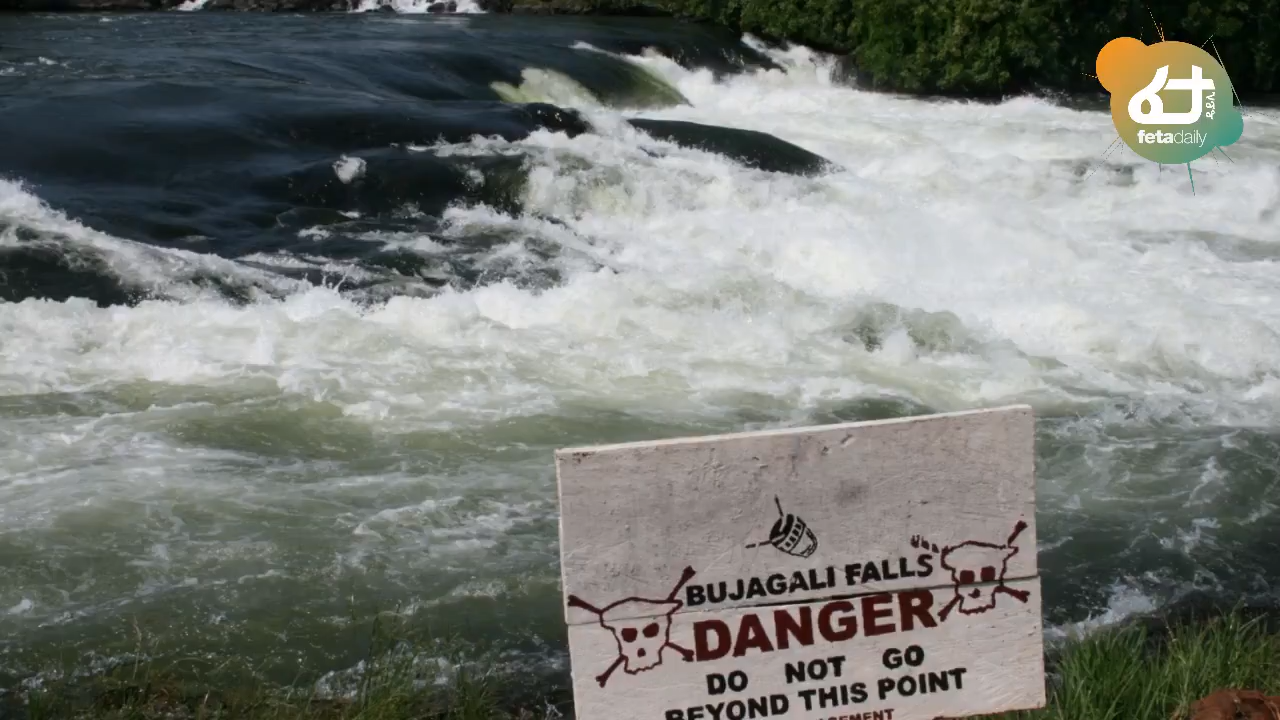 fetadaily
BUJAGALI FALLS
DANGER
DO NOT GO
BEYOND THIS POINT